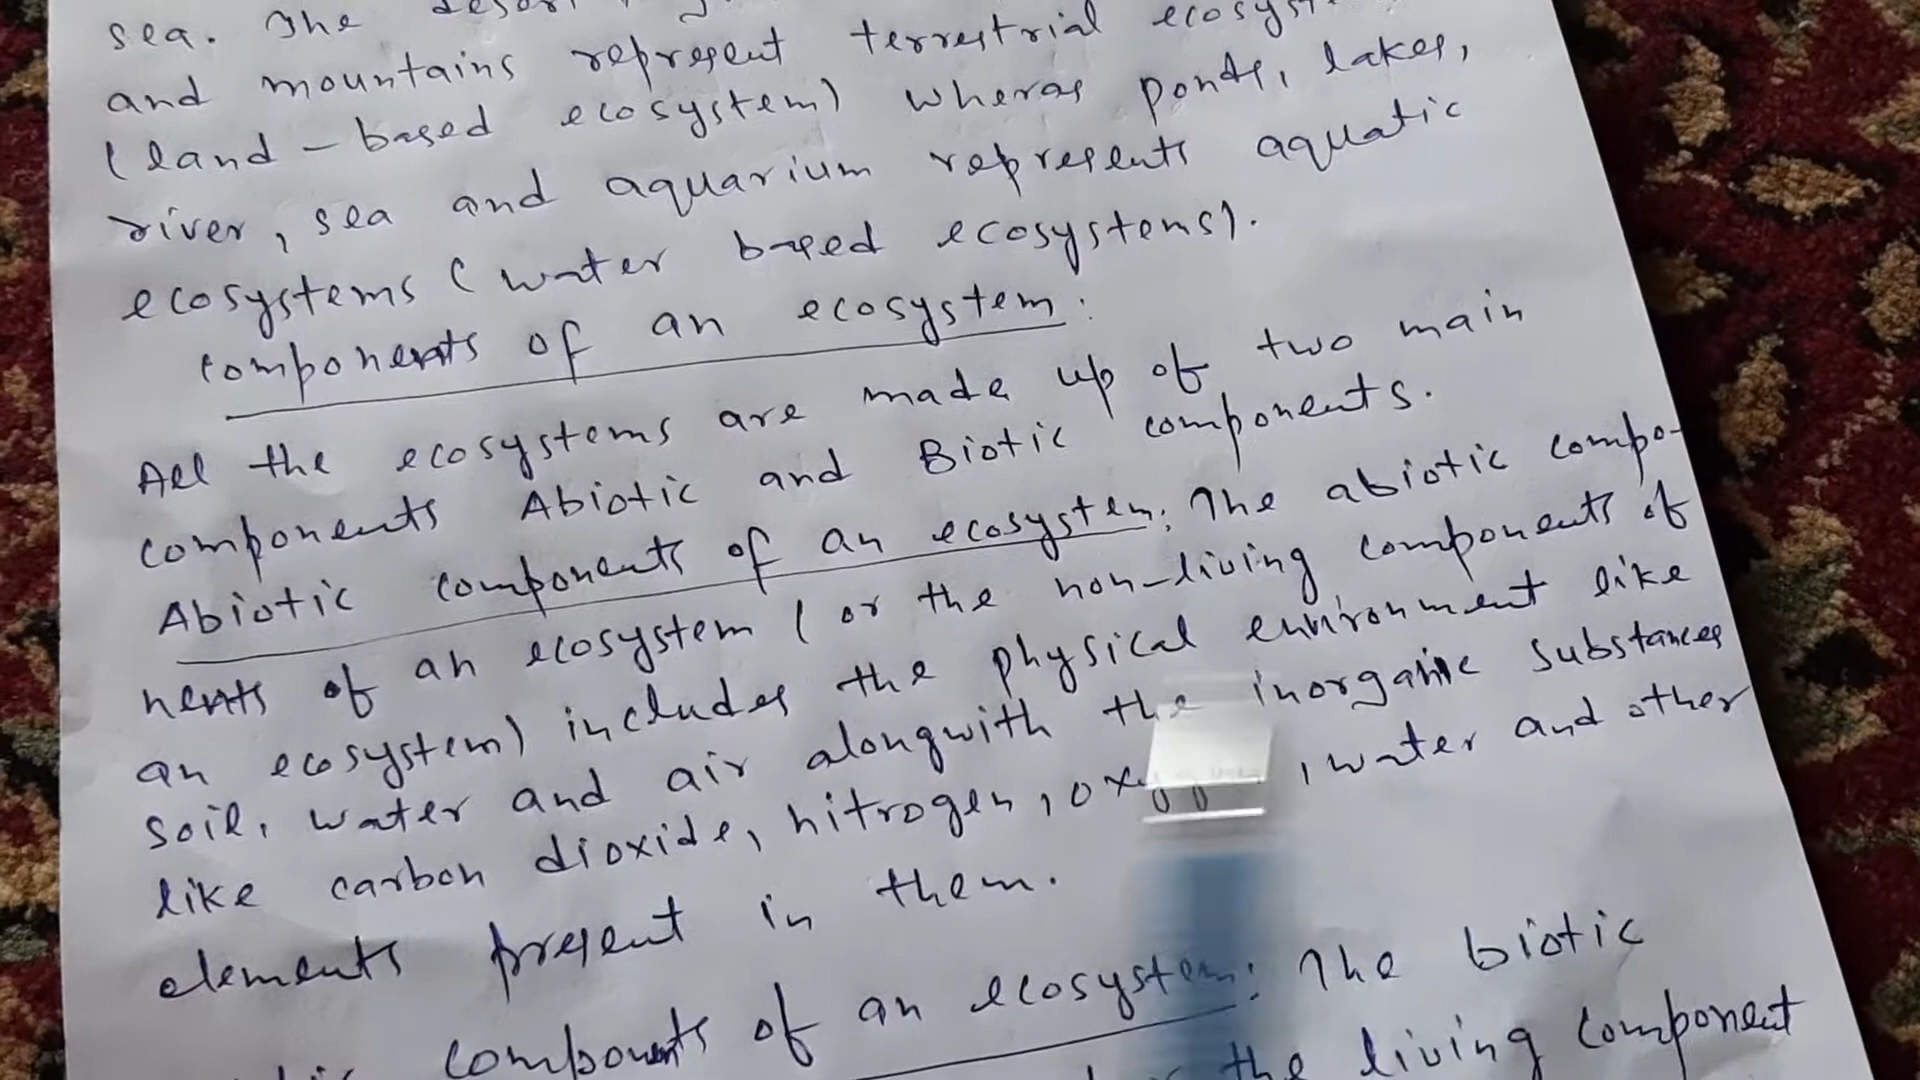 sea. The
and mountains represent terrestrial
(land-based ecosystem) wheras ponds, lakes,
river, sea and aquarium represents aquatic
ecosystems (water based ecosystems).
components of an ecosystem:
All the ecosystems are made up of two main
components Abiotic and Biotic components.
Abiotic components of an ecosystem: The abiotic compo-
nents of an ecosystem (or the non-living components of
an ecosystem) includes the physical environment like
soil, water and air alongwith the inorganic substances
like carbon dioxide, nitrogen, , water and other
elements present in them.
components of an ecosystem: The biotic
the living component